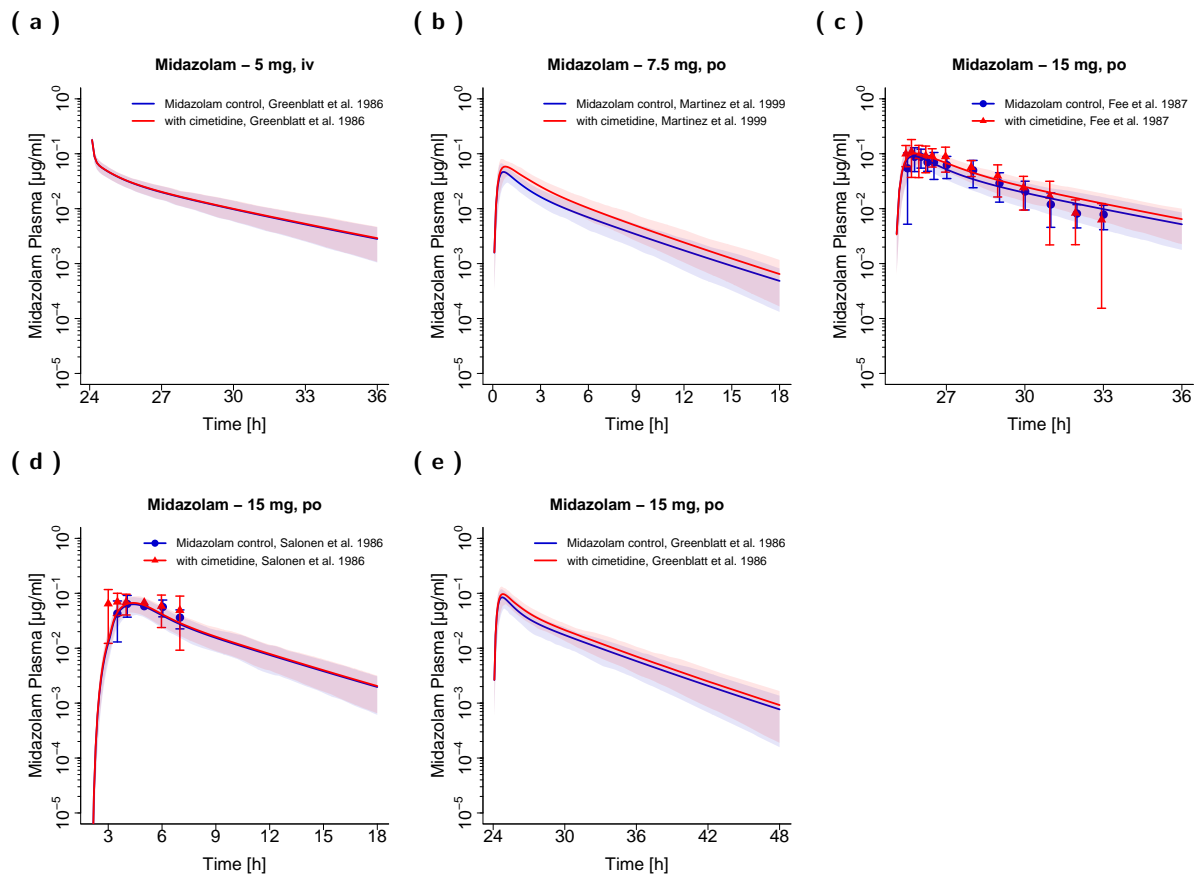 ( a )
Midazolam – 5 mg, iv
Midazolam control, Greenblatt et al. 1986
with cimetidine, Greenblatt et al. 1986
Midazolam Plasma [µg/ml]
10^0
10^-1
10^-2
10^-3
10^-4
10^-5
24 27 30 33 36
Time [h]
( b )
Midazolam – 7.5 mg, po
Midazolam control, Martinez et al. 1999
with cimetidine, Martinez et al. 1999
Midazolam Plasma [µg/ml]
10^0
10^-1
10^-2
10^-3
10^-4
10^-5
0 3 6 9 12 15 18
Time [h]
( c )
Midazolam – 15 mg, po
Midazolam control, Fee et al. 1987
with cimetidine, Fee et al. 1987
Midazolam Plasma [µg/ml]
10^0
10^-1
10^-2
10^-3
10^-4
10^-5
27 30 33 36
Time [h]
( d )
Midazolam – 15 mg, po
Midazolam control, Salonen et al. 1986
with cimetidine, Salonen et al. 1986
Midazolam Plasma [µg/ml]
10^0
10^-1
10^-2
10^-3
10^-4
10^-5
3 6 9 12 15 18
Time [h]
( e )
Midazolam – 15 mg, po
Midazolam control, Greenblatt et al. 1986
with cimetidine, Greenblatt et al. 1986
Midazolam Plasma [µg/ml]
10^0
10^-1
10^-2
10^-3
10^-4
10^-5
24 30 36 42 48
Time [h]